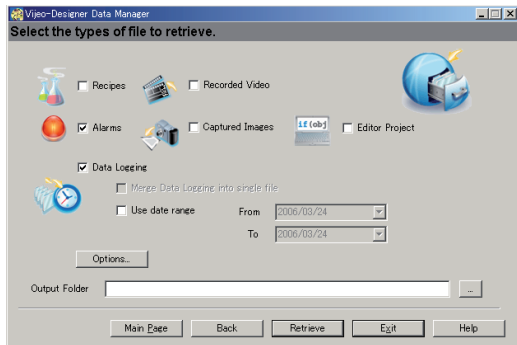 Vijeo-Designer Data Manager
Select the types of file to retrieve.
Recipes
Recorded Video
Alarms
Captured Images
if(obj
Editor Project
Data Logging
Merge Data Logging into single file
Use date range
From
2006/03/24
To
2006/03/24
Options...
Output Folder
...
Main Page
Back
Retrieve
Exit
Help